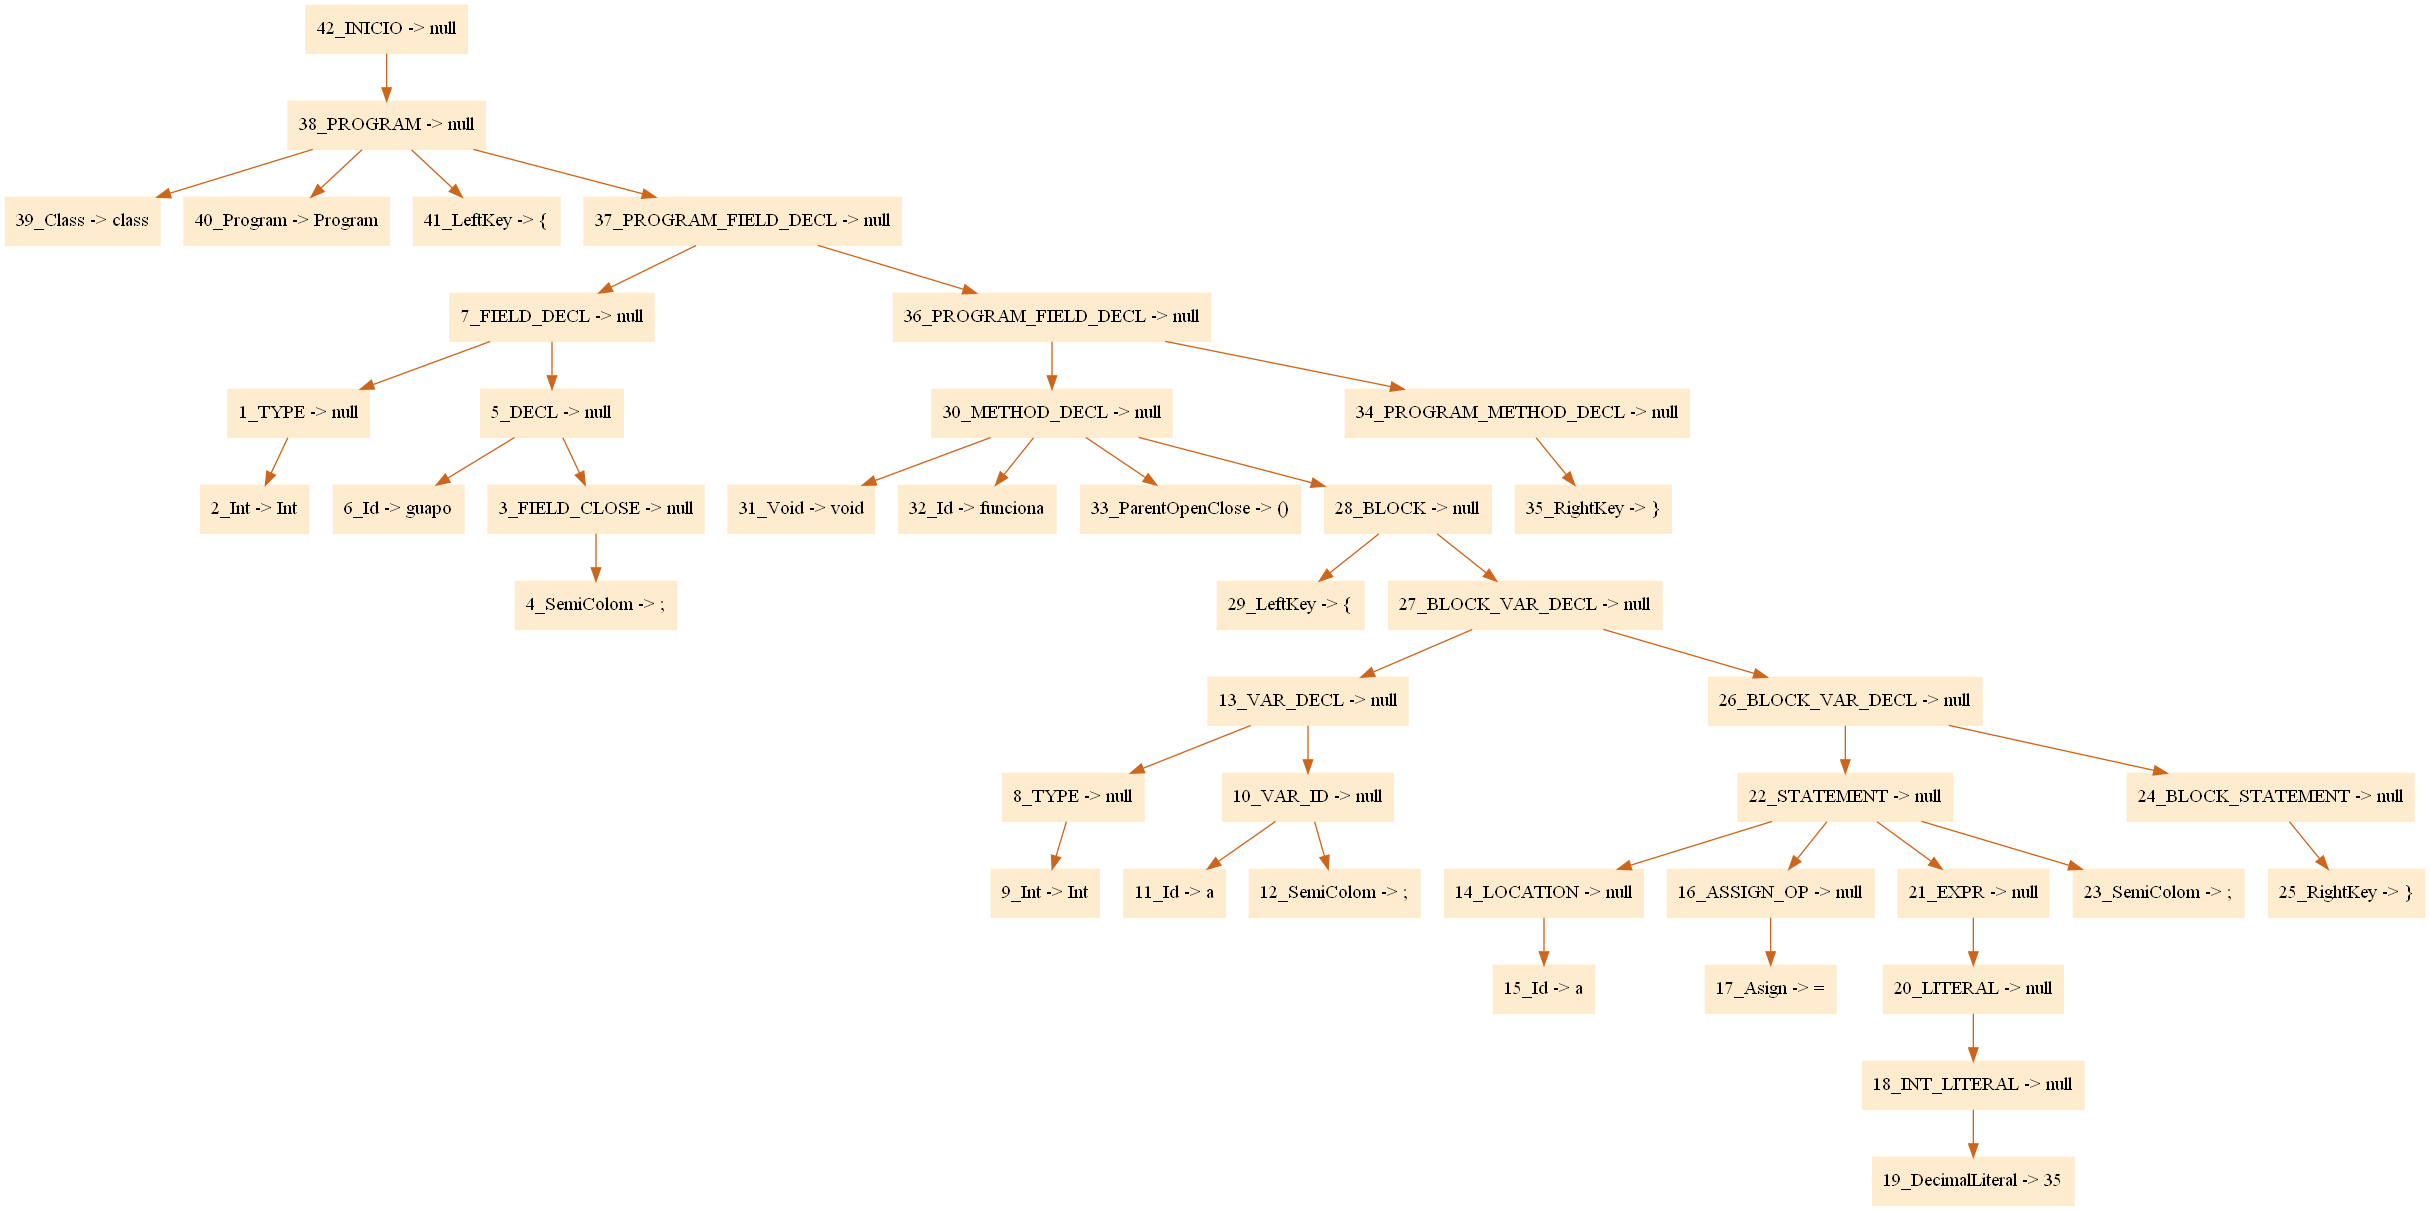 42_INICIO -> null
38_PROGRAM -> null
39_Class -> class
40_Program -> Program
41_LeftKey -> {
37_PROGRAM_FIELD_DECL -> null
7_FIELD_DECL -> null
36_PROGRAM_FIELD_DECL -> null
1_TYPE -> null
5_DECL -> null
30_METHOD_DECL -> null
34_PROGRAM_METHOD_DECL -> null
2_Int -> Int
6_Id -> guapo
3_FIELD_CLOSE -> null
31_Void -> void
32_Id -> funciona
33_ParentOpenClose -> ()
28_BLOCK -> null
35_RightKey -> }
4_SemiColom -> ;
29_LeftKey -> {
27_BLOCK_VAR_DECL -> null
13_VAR_DECL -> null
26_BLOCK_VAR_DECL -> null
8_TYPE -> null
10_VAR_ID -> null
22_STATEMENT -> null
24_BLOCK_STATEMENT -> null
9_Int -> Int
11_Id -> a
12_SemiColom -> ;
14_LOCATION -> null
16_ASSIGN_OP -> null
21_EXPR -> null
23_SemiColom -> ;
25_RightKey -> }
15_Id -> a
17_Asign -> =
20_LITERAL -> null
18_INT_LITERAL -> null
19_DecimalLiteral -> 35